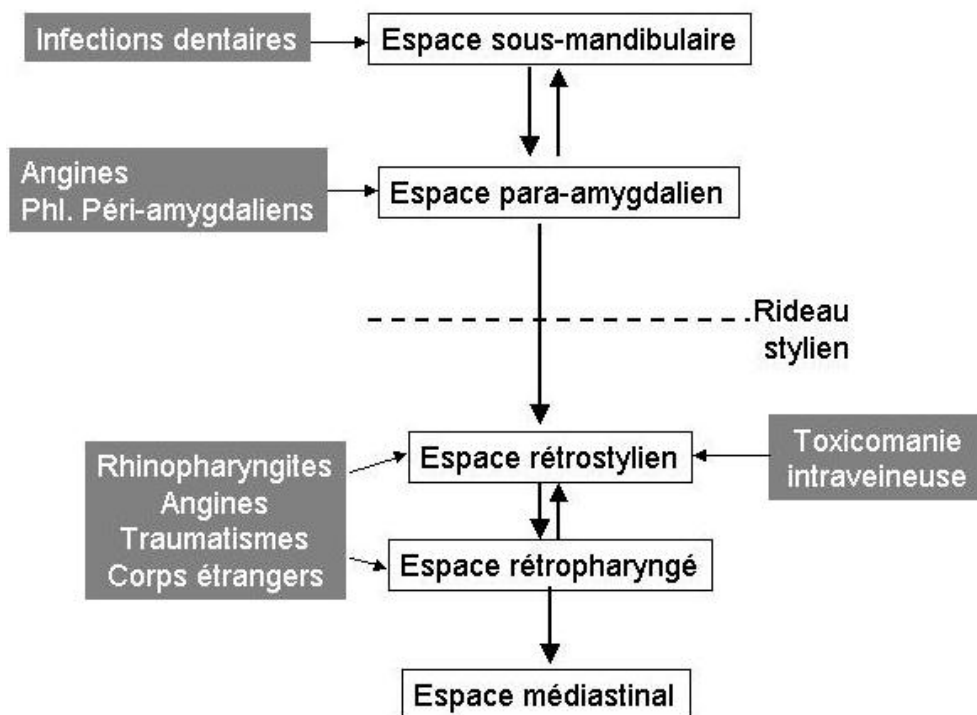 Infections dentaires
Espace sous-mandibulaire
Angines
Phl. Péri-amygdaliens
Espace para-amygdalien
Rideau
stylien
Rhinopharyngites
Angines
Traumatismes
Corps étrangers
Espace rétrostylien
Toxicomanie
intraveineuse
Espace rétropharyngé
Espace médiastinal